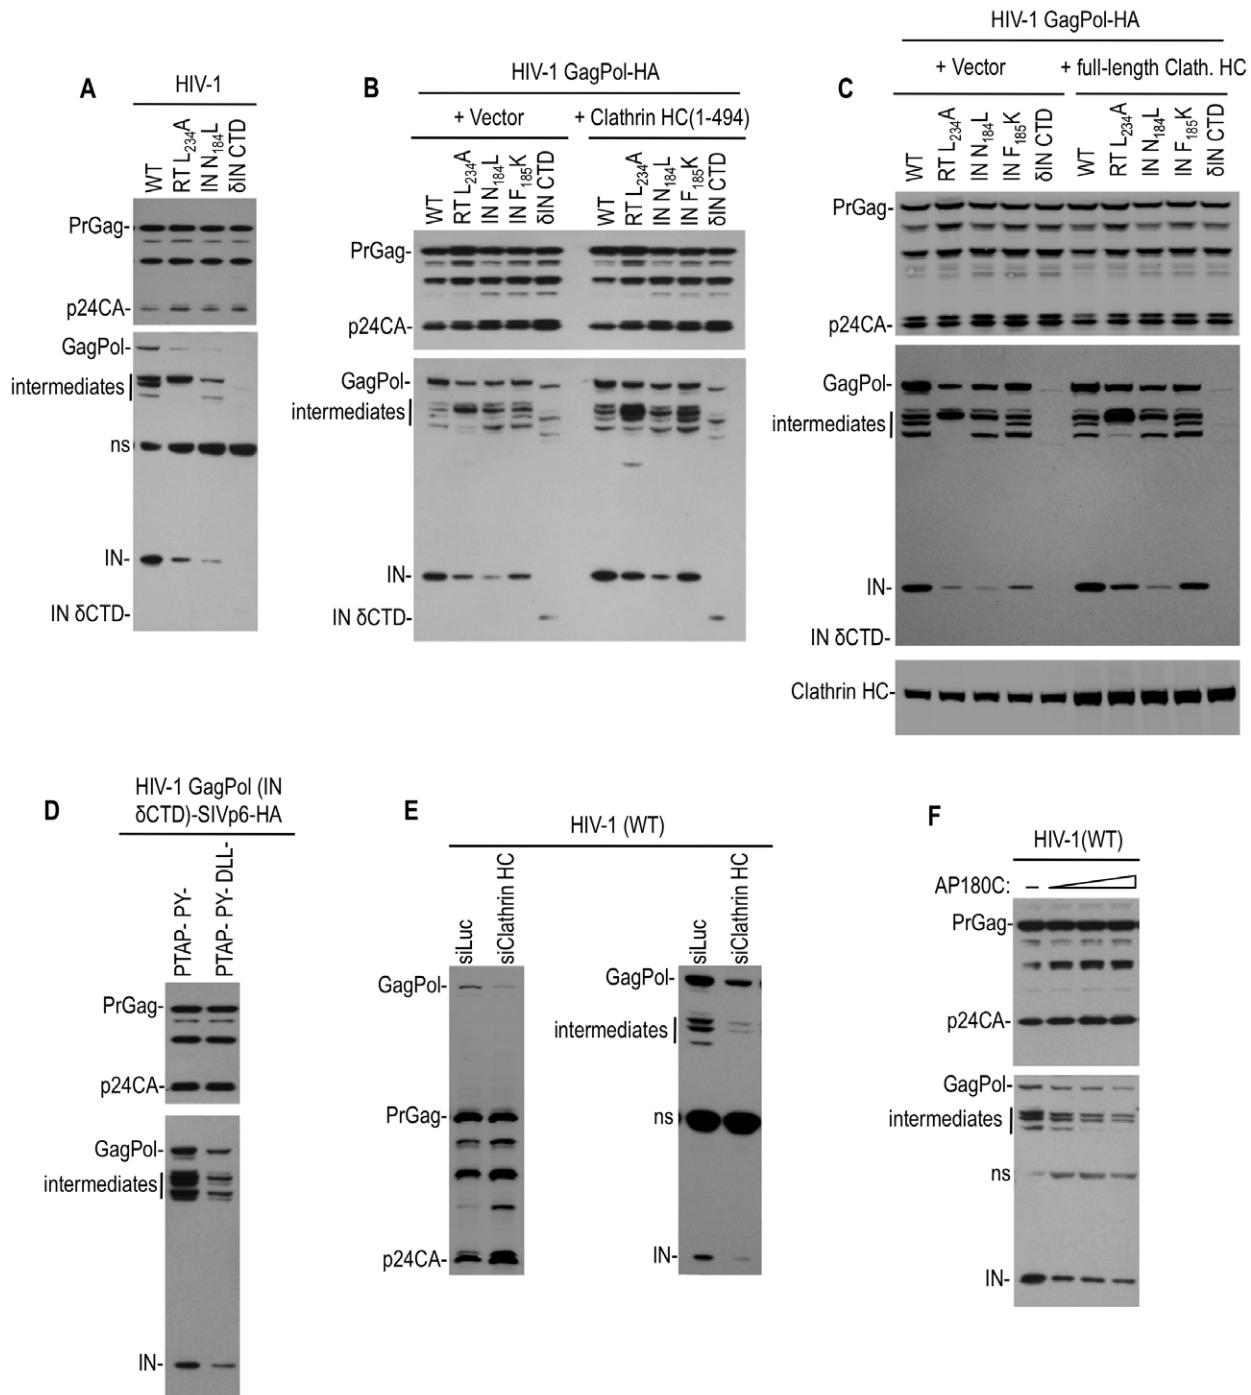 A
HIV-1
WT
RT L234A
IN N184L
δIN CTD
PrGag-
p24CA-
GagPol-
intermediates
ns
IN-
IN δCTD-
B
HIV-1 GagPol-HA
+ Vector
+ Clathrin HC(1-494)
WT
RT L234A
IN N184L
IN F185K
δIN CTD
WT
RT L234A
IN N184L
IN F185K
δIN CTD
PrGag-
p24CA-
GagPol-
intermediates
IN-
IN δCTD-
C
HIV-1 GagPol-HA
+ Vector
+ full-length Clath. HC
WT
RT L234A
IN N184L
IN F185K
δIN CTD
WT
RT L234A
IN N184L
IN F185K
δIN CTD
PrGag-
p24CA-
GagPol-
intermediates
IN-
IN δCTD-
Clathrin HC-
D
HIV-1 GagPol (IN
δCTD)-SIVp6-HA
PTAP- PY-
PTAP- PY- DLL-
PrGag-
p24CA-
GagPol-
intermediates
IN-
E
HIV-1 (WT)
siLuc
siClathrin HC
GagPol-
PrGag-
p24CA-
siLuc
siClathrin HC
GagPol-
intermediates
ns
IN-
F
HIV-1(WT)
AP180C: –
PrGag-
p24CA-
GagPol-
intermediates
ns
IN-